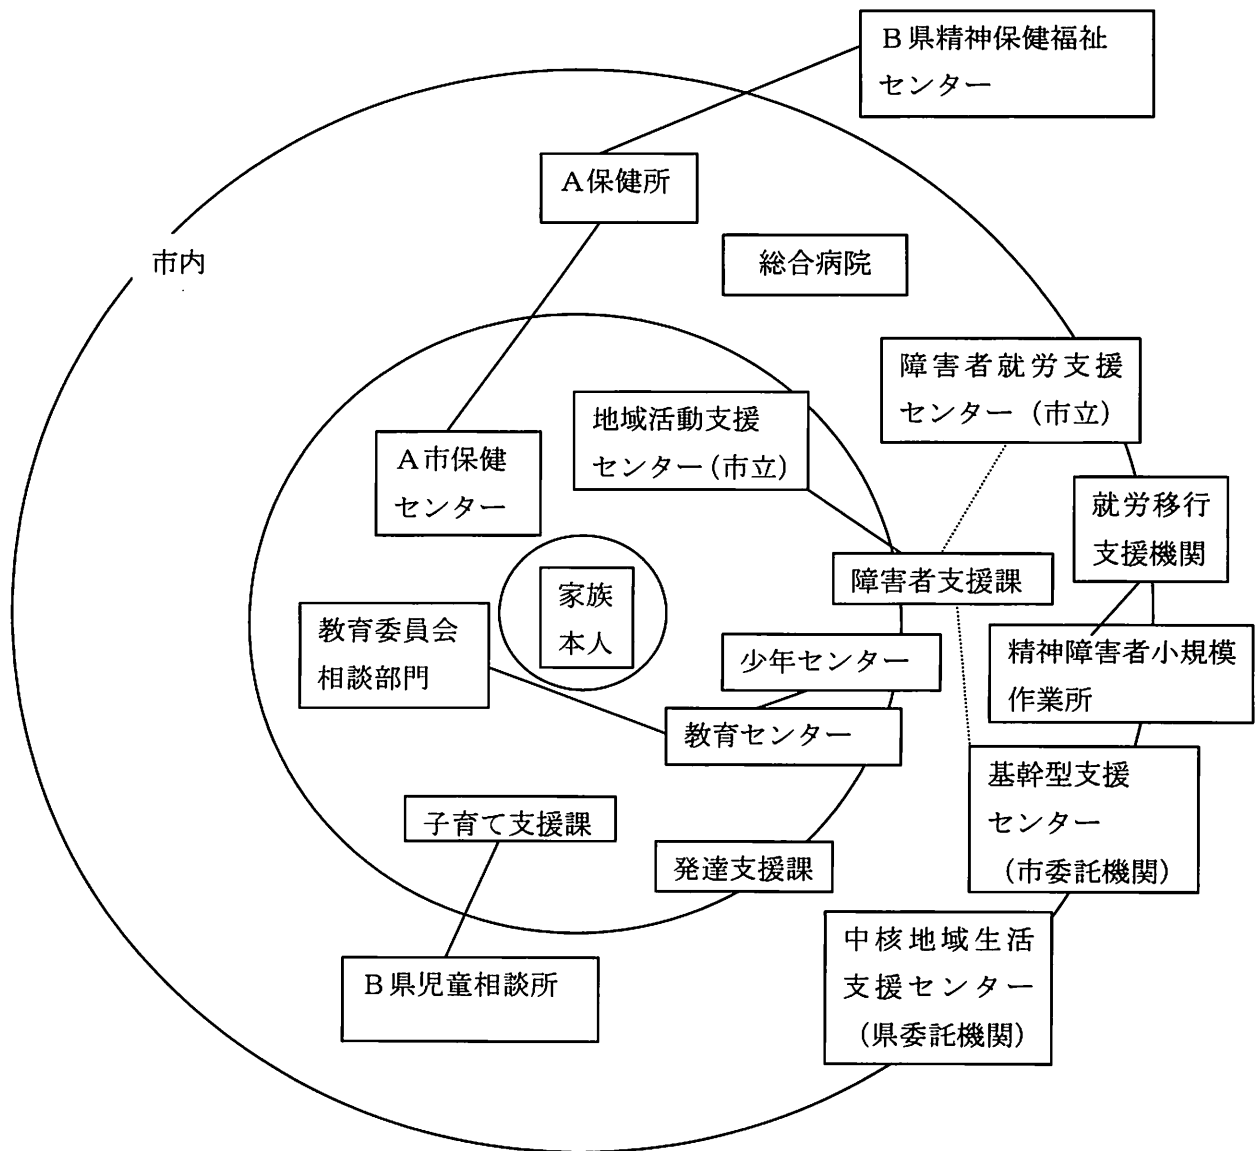 B県精神保健福祉
センター
A保健所
市内
総合病院
障害者就労支援
センター（市立）
地域活動支援
センター（市立）
A市保健
センター
就労移行
支援機関
障害者支援課
家族
本人
教育委員会
相談部門
少年センター
精神障害者小規模
作業所
教育センター
基幹型支援
センター
（市委託機関）
子育て支援課
発達支援課
中核地域生活
支援センター
（県委託機関）
B県児童相談所